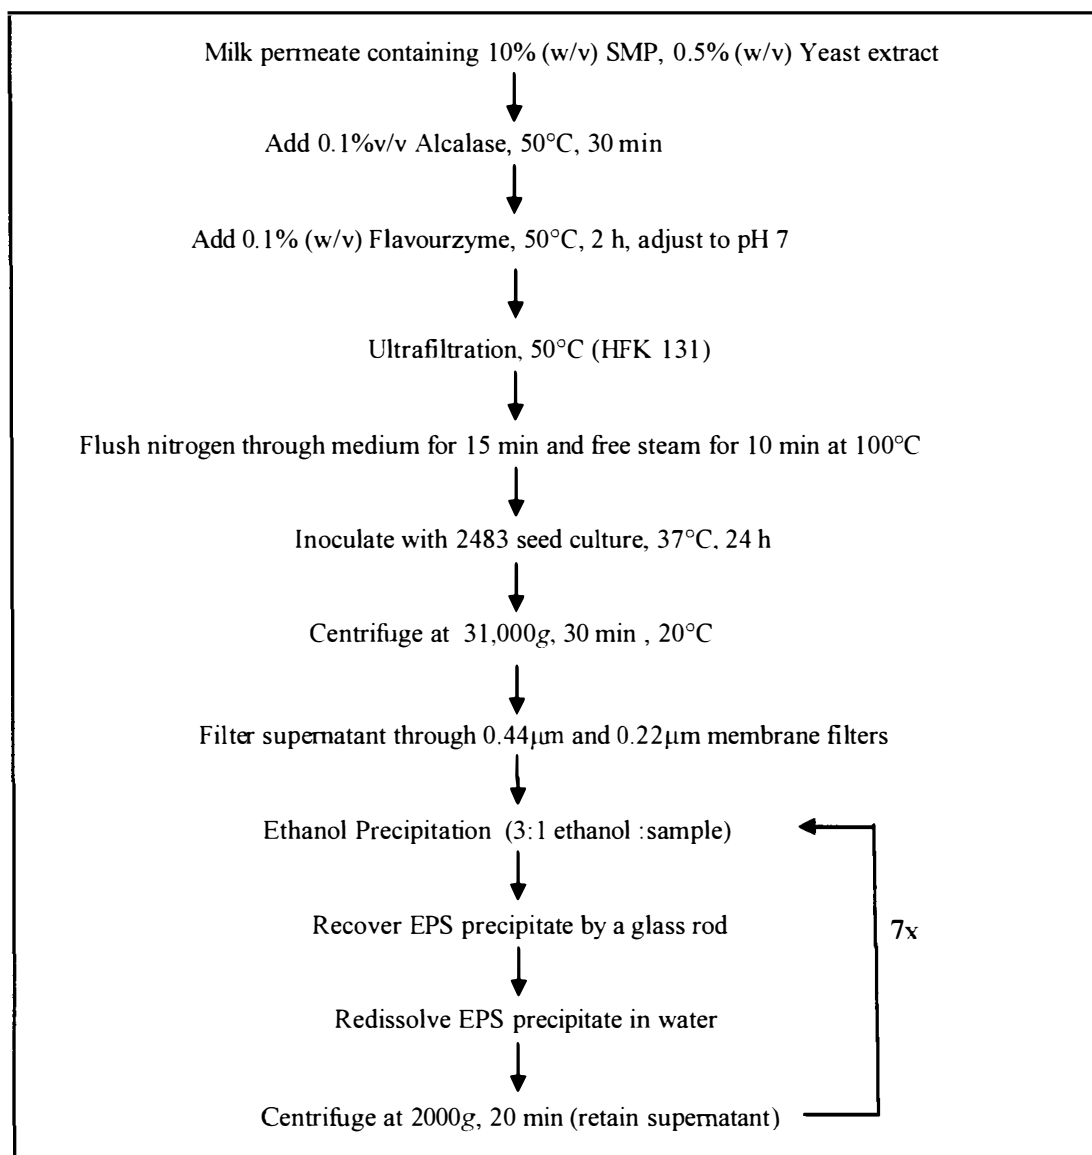 Milk permeate containing 10% (w/v) SMP, 0.5% (w/v) Yeast extract
Add 0.1%v/v Alcalase, 50°C, 30 min
Add 0.1% (w/v) Flavourzyme, 50°C, 2 h, adjust to pH 7
Ultrafiltration, 50°C (HFK 131)
Flush nitrogen through medium for 15 min and free steam for 10 min at 100°C
Inoculate with 2483 seed culture, 37°C, 24 h
Centrifuge at 31,000g, 30 min , 20°C
Filter supernatant through 0.44µm and 0.22µm membrane filters
Ethanol Precipitation (3:1 ethanol :sample)
Recover EPS precipitate by a glass rod
7x
Redissolve EPS precipitate in water
Centrifuge at 2000g, 20 min (retain supernatant)